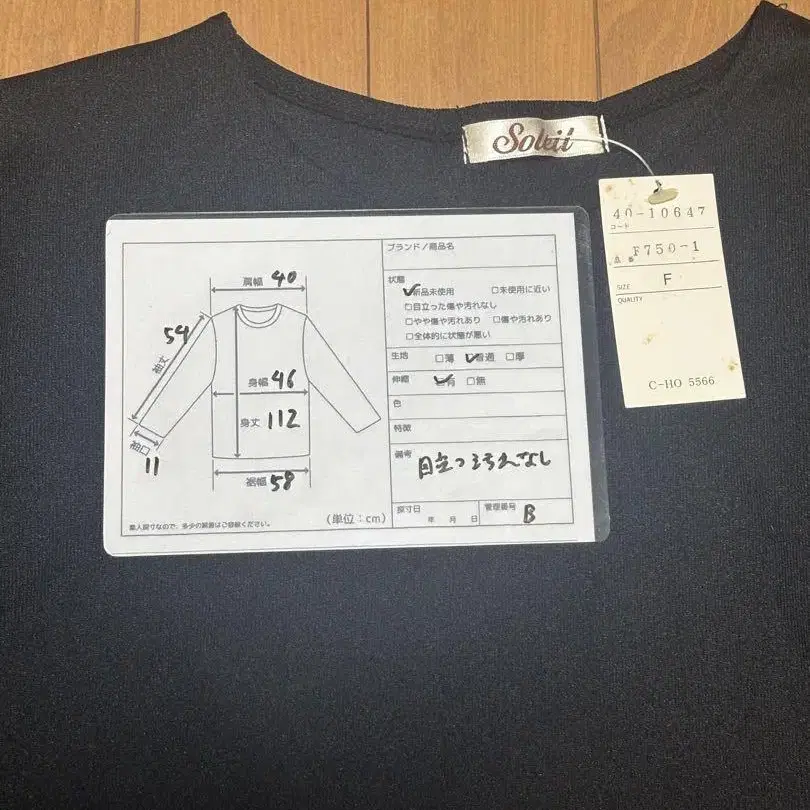 Soleil
40-10647
コード
品番 F750-1
SIZE F
QUALITY
C-HO 5566
ブランド／商品名
状態
新品未使用 □未使用に近い
□目立った傷や汚れなし
□やや傷や汚れあり □傷や汚れあり
□全体的に状態が悪い
生地 □薄 普通 □厚
伸縮 有 □無
色
特徴
備考
目立つ汚れなし
採寸日 年 月 日
管理番号 B
肩幅 40
54
袖丈
身幅 46
身丈 112
袖口
11
裾幅 58
(単位：cm)
素人採寸なので、多少の誤差はご容赦ください。